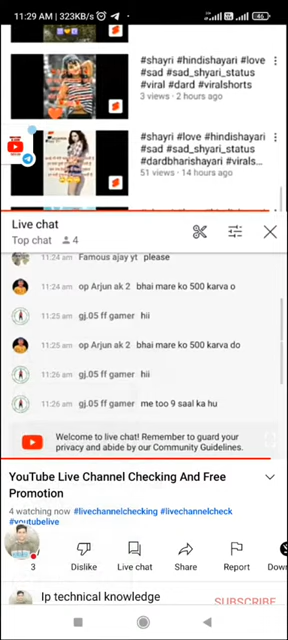 11:29 AM | 323KB/s
46
#shayri #hindishayari #love
#sad #sad_shyari_status
#viral #dard #viralshorts
3 views · 2 hours ago
#shayri #love #hindishayari
#sad #sad_shyari_status
#dardbharishayari #virals...
51 views · 14 hours ago
Live chat
Top chat 4
11:24 am Famous ajay yt please
11:24 am op Arjun ak 2 bhai mare ko 500 karva o
11:25 am gj.05 ff gamer hii
11:25 am op Arjun ak 2 bhai mare ko 500 karva do
11:26 am gj.05 ff gamer hii
11:26 am gj.05 ff gamer me too 9 saal ka hu
Welcome to live chat! Remember to guard your
privacy and abide by our Community Guidelines.
YouTube Live Channel Checking And Free
Promotion
4 watching now #livechannelchecking #livechannelcheck
#youtubelive
3 Dislike Live chat Share Report Down
Ip technical knowledge SUBSCRIBE